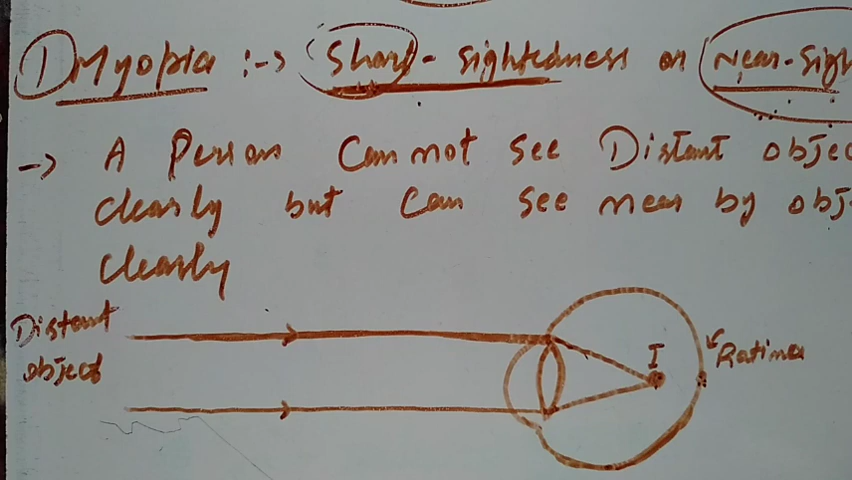 ① Myopia :-> Short-sightedness or Near-Sigh
-> A Person Can not See Distant objec
clearly but Can see near by obj
clearly
Distant
object
I
Retina